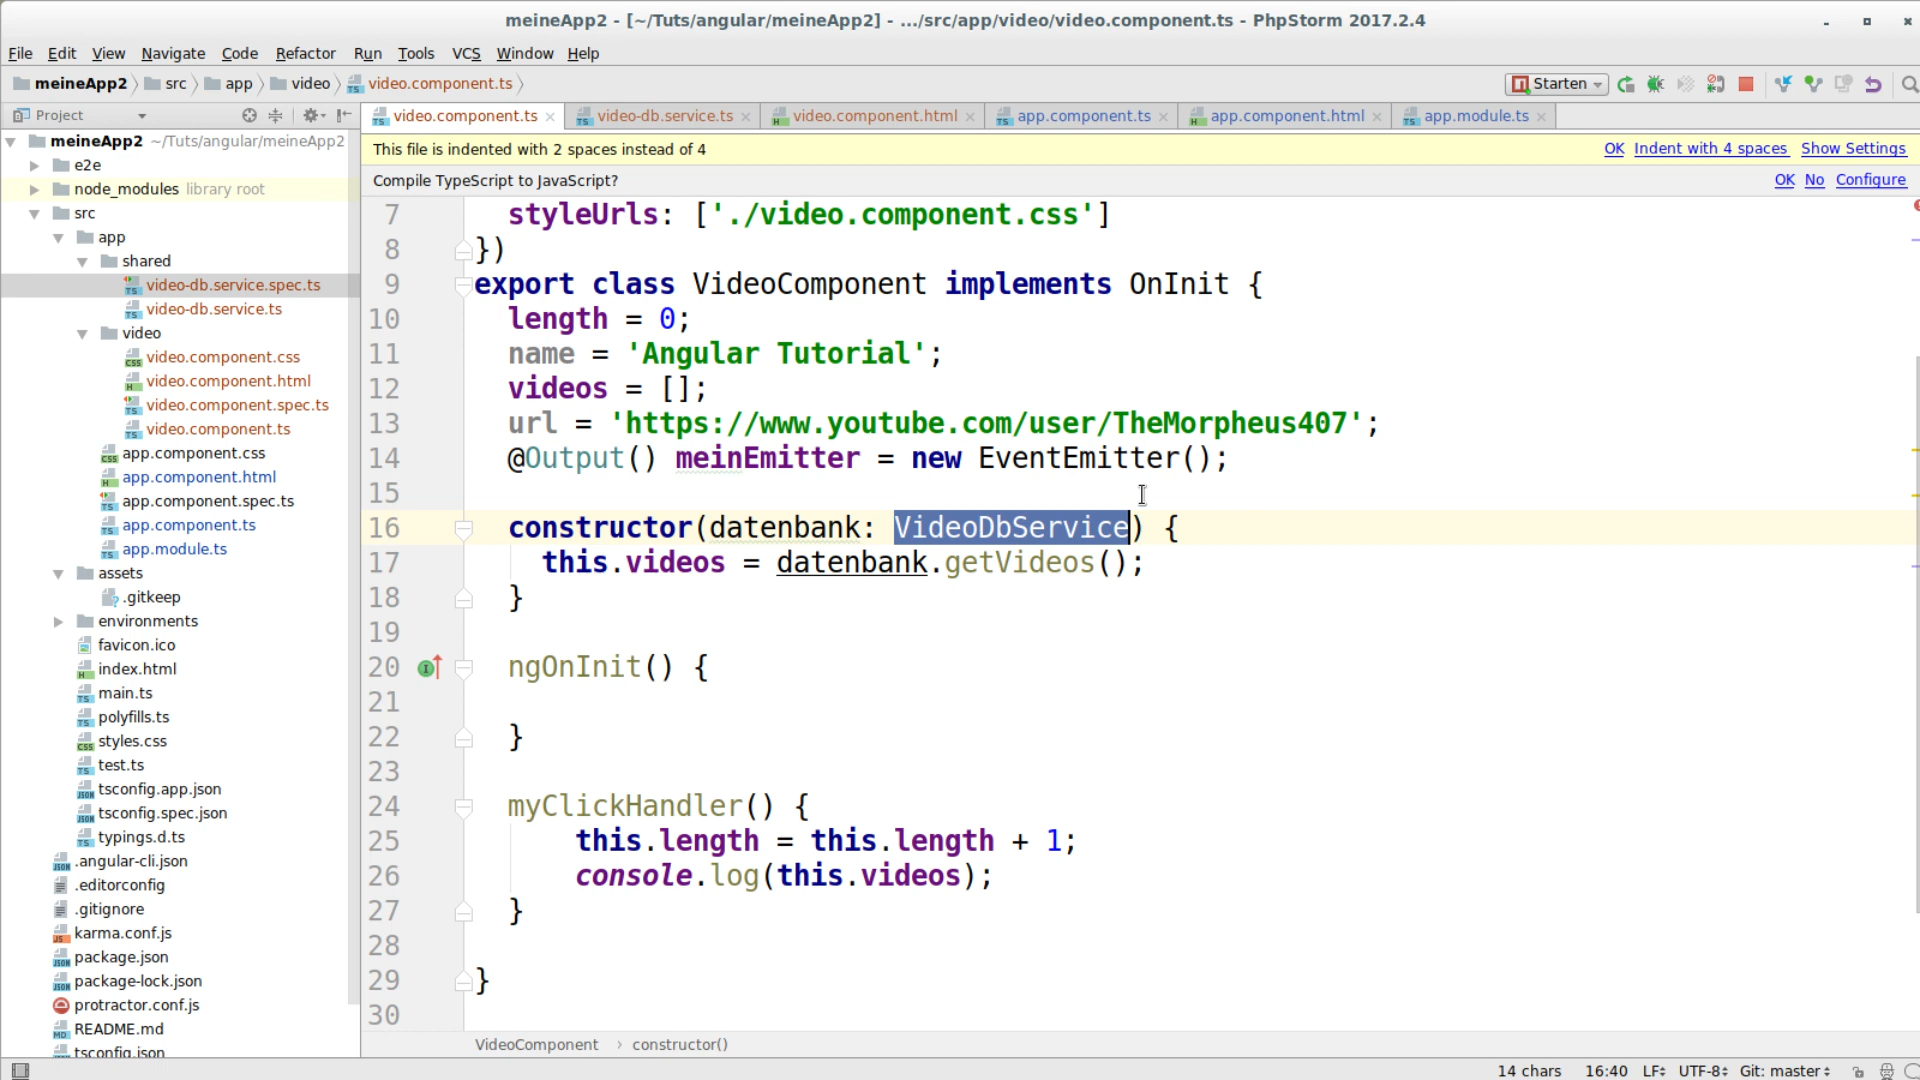 meineApp2 - [~/Tuts/angular/meineApp2] - .../src/app/video/video.component.ts - PhpStorm 2017.2.4
File Edit View Navigate Code Refactor Run Tools VCS Window Help
meineApp2 src app video video.component.ts Starten
Project
video.component.ts video-db.service.ts video.component.html app.component.ts app.component.html app.module.ts
This file is indented with 2 spaces instead of 4 OK Indent with 4 spaces Show Settings
Compile TypeScript to JavaScript? OK No Configure
meineApp2 ~/Tuts/angular/meineApp2
e2e
node_modules library root
src
app
shared
video-db.service.spec.ts
video-db.service.ts
video
video.component.css
video.component.html
video.component.spec.ts
video.component.ts
app.component.css
app.component.html
app.component.spec.ts
app.component.ts
app.module.ts
assets
.gitkeep
environments
favicon.ico
index.html
main.ts
polyfills.ts
styles.css
test.ts
tsconfig.app.json
tsconfig.spec.json
typings.d.ts
.angular-cli.json
.editorconfig
.gitignore
karma.conf.js
package.json
package-lock.json
protractor.conf.js
README.md
tsconfig.json
7 styleUrls: ['./video.component.css']
8 })
9 export class VideoComponent implements OnInit {
10 length = 0;
11 name = 'Angular Tutorial';
12 videos = [];
13 url = 'https://www.youtube.com/user/TheMorpheus407';
14 @Output() meinEmitter = new EventEmitter();
15
16 constructor(datenbank: VideoDbService) {
17 this.videos = datenbank.getVideos();
18 }
19
20 ngOnInit() {
21
22 }
23
24 myClickHandler() {
25 this.length = this.length + 1;
26 console.log(this.videos);
27 }
28
29 }
30
VideoComponent constructor()
14 chars 16:40 LF UTF-8 Git: master